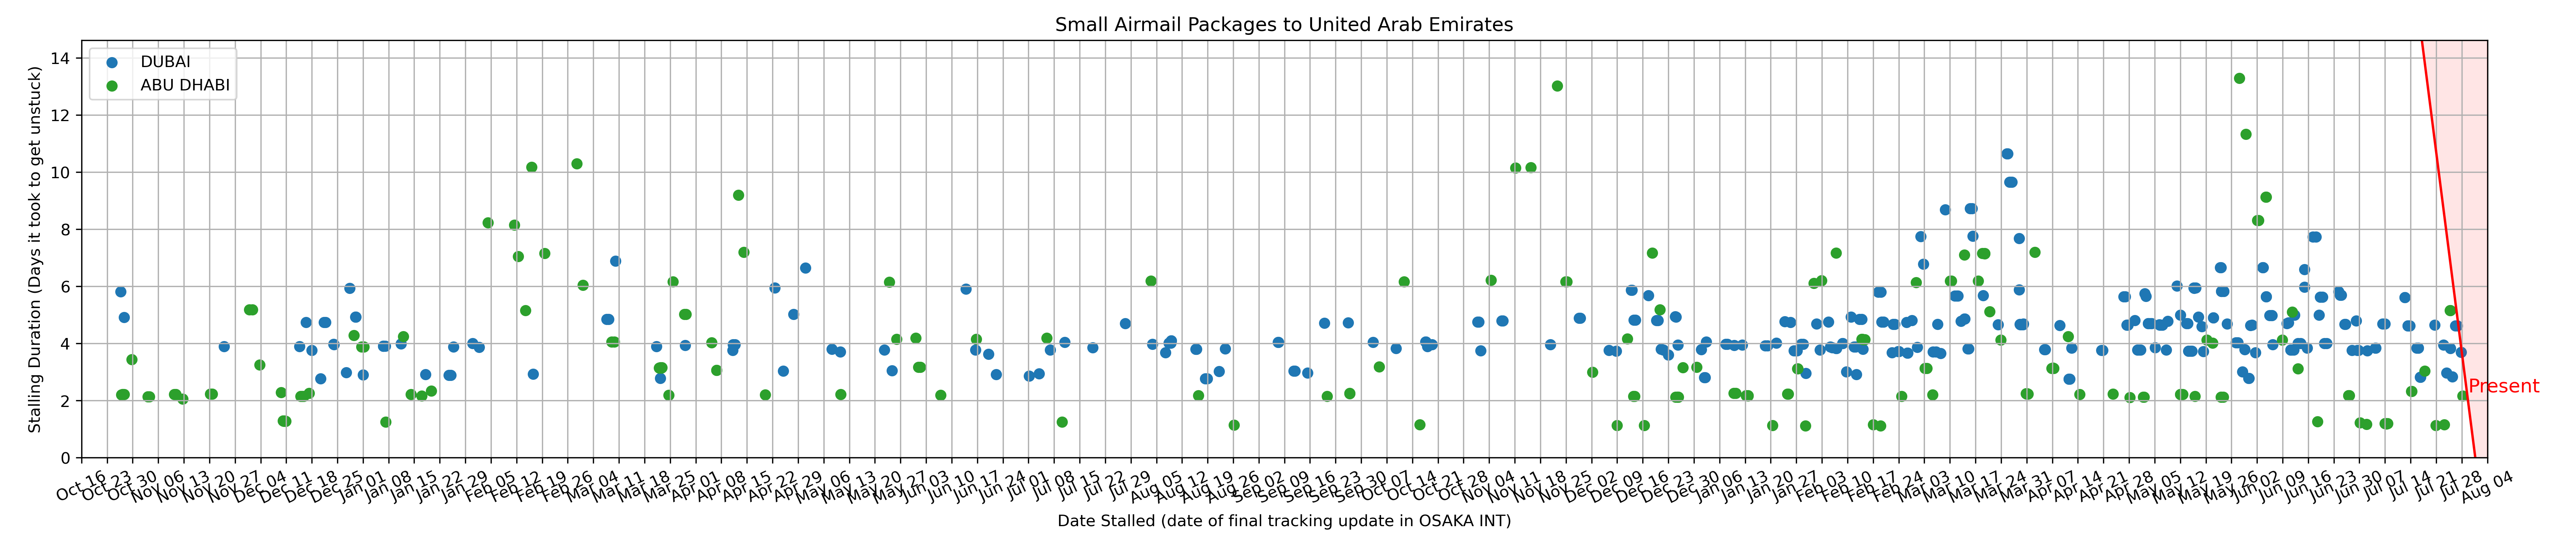 Small Airmail Packages to United Arab Emirates
DUBAI
ABU DHABI
Stalling Duration (Days it took to get unstuck)
14
12
10
8
6
4
2
0
Present
Oct 16 Oct 23 Oct 30 Nov 06 Nov 13 Nov 20 Nov 27 Dec 04 Dec 11 Dec 18 Dec 25 Jan 01 Jan 08 Jan 15 Jan 22 Jan 29 Feb 05 Feb 12 Feb 19 Feb 26 Mar 04 Mar 11 Mar 18 Mar 25 Apr 01 Apr 08 Apr 15 Apr 22 Apr 29 May 06 May 13 May 20 May 27 Jun 03 Jun 10 Jun 17 Jun 24 Jul 01 Jul 08 Jul 15 Jul 22 Jul 29 Aug 05 Aug 12 Aug 19 Aug 26 Sep 02 Sep 09 Sep 16 Sep 23 Sep 30 Oct 07 Oct 14 Oct 21 Oct 28 Nov 04 Nov 11 Nov 18 Nov 25 Dec 02 Dec 09 Dec 16 Dec 23 Dec 30 Jan 06 Jan 13 Jan 20 Jan 27 Feb 03 Feb 10 Feb 17 Feb 24 Mar 03 Mar 10 Mar 17 Mar 24 Mar 31 Apr 07 Apr 14 Apr 21 Apr 28 May 05 May 12 May 19 May 26 Jun 02 Jun 09 Jun 16 Jun 23 Jun 30 Jul 07 Jul 14 Jul 21 Jul 28 Aug 04
Date Stalled (date of final tracking update in OSAKA INT)